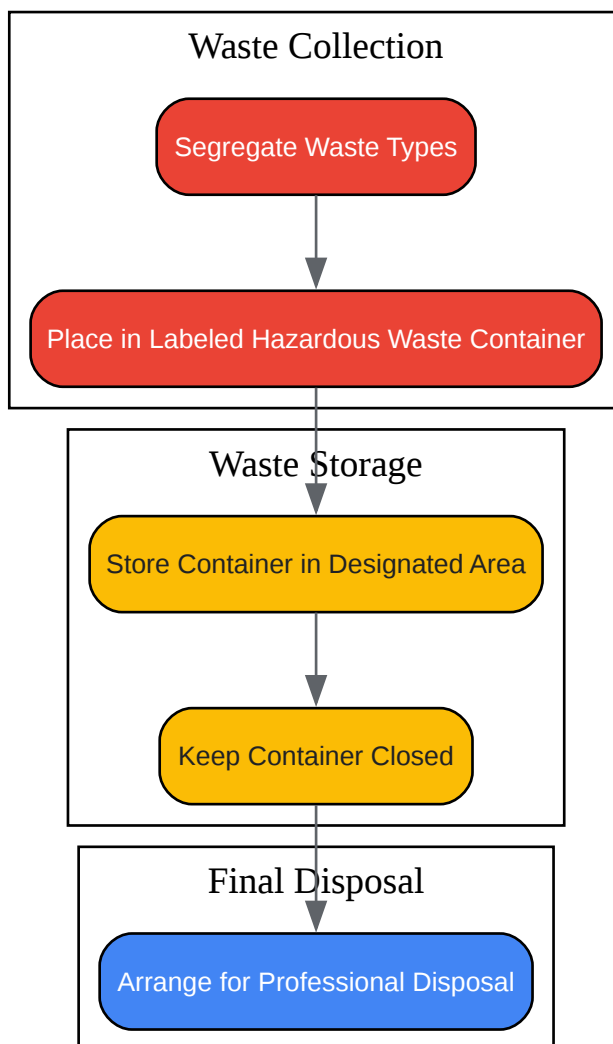 Waste Collection
Segregate Waste Types
Place in Labeled Hazardous Waste Container
Waste Storage
Store Container in Designated Area
Keep Container Closed
Final Disposal
Arrange for Professional Disposal